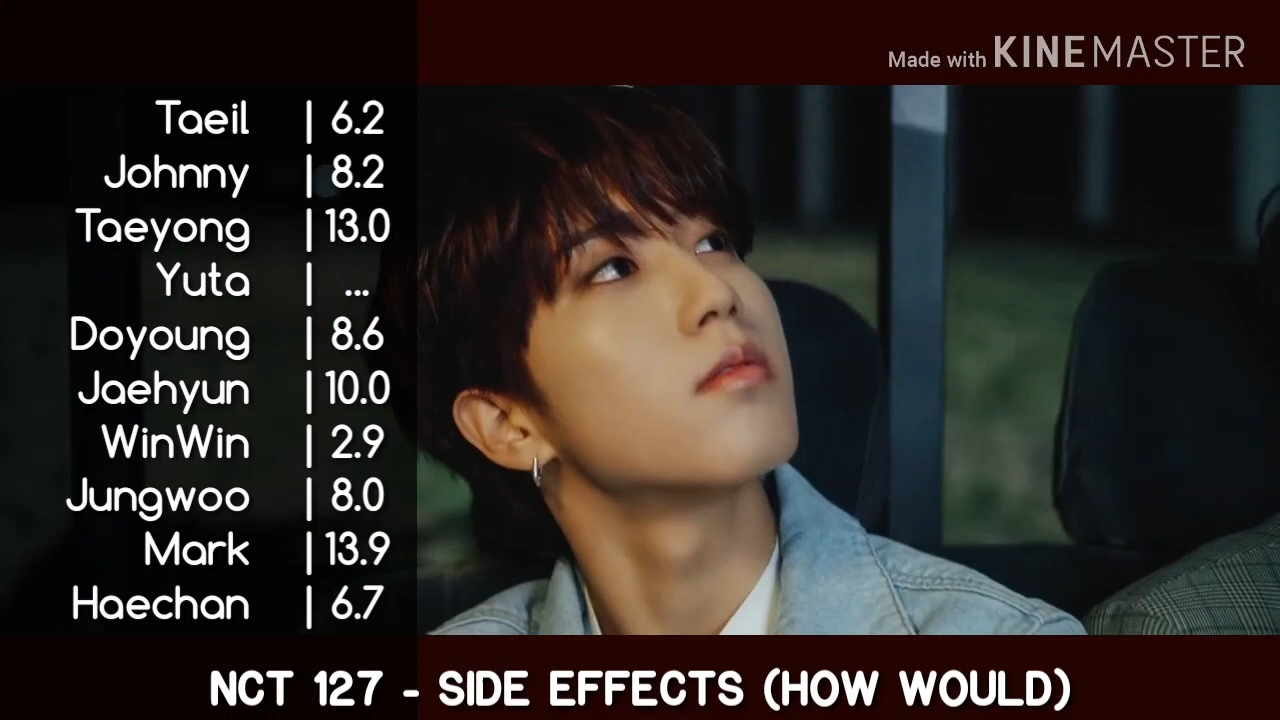 Made with KINEMASTER
Taeil | 6.2
Johnny | 8.2
Taeyong | 13.0
Yuta | ...
Doyoung | 8.6
Jaehyun | 10.0
WinWin | 2.9
Jungwoo | 8.0
Mark | 13.9
Haechan | 6.7
NCT 127 - SIDE EFFECTS (HOW WOULD)